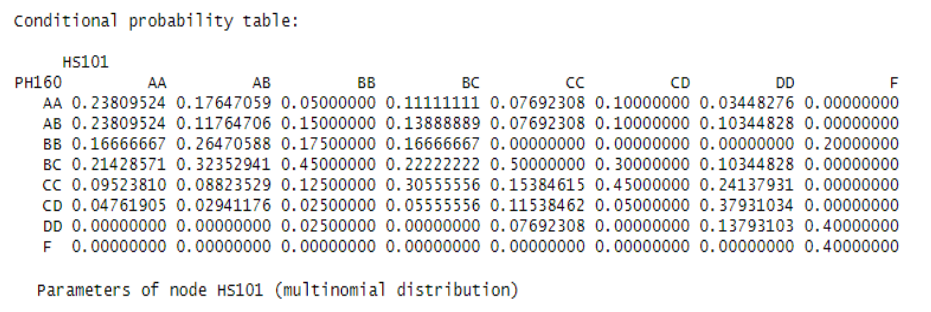 Conditional probability table:
HS101
PH160 AA AB BB BC CC CD DD F
AA 0.23809524 0.17647059 0.05000000 0.11111111 0.07692308 0.10000000 0.03448276 0.00000000
AB 0.23809524 0.11764706 0.15000000 0.13888889 0.07692308 0.10000000 0.10344828 0.00000000
BB 0.16666667 0.26470588 0.17500000 0.16666667 0.00000000 0.00000000 0.00000000 0.20000000
BC 0.21428571 0.32352941 0.45000000 0.22222222 0.50000000 0.30000000 0.10344828 0.00000000
CC 0.09523810 0.08823529 0.12500000 0.30555556 0.15384615 0.45000000 0.24137931 0.00000000
CD 0.04761905 0.02941176 0.02500000 0.05555556 0.11538462 0.05000000 0.37931034 0.00000000
DD 0.00000000 0.00000000 0.02500000 0.00000000 0.07692308 0.00000000 0.13793103 0.40000000
F 0.00000000 0.00000000 0.00000000 0.00000000 0.00000000 0.00000000 0.00000000 0.40000000
Parameters of node HS101 (multinomial distribution)